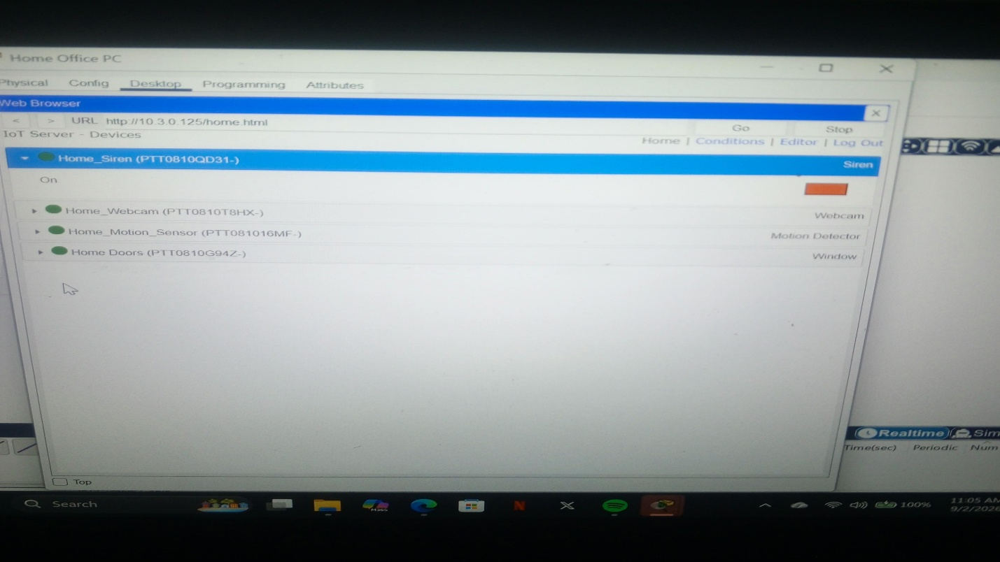 Home Office PC
Physical Config Desktop Programming Attributes
Web Browser
< > URL http://10.3.0.125/home.html Go Stop
IoT Server - Devices Home | Conditions | Editor | Log Out
Home_Siren (PTT0810QD31-) Siren
On
Home_Webcam (PTT0810T8HX-) Webcam
Home_Motion_Sensor (PTT081016MF-) Motion Detector
Home Doors (PTT0810G94Z-) Window
Realtime Sim
Time(sec) Periodic Num
Top
Search M365 N X 100% 11:05 AM
9/2/2026